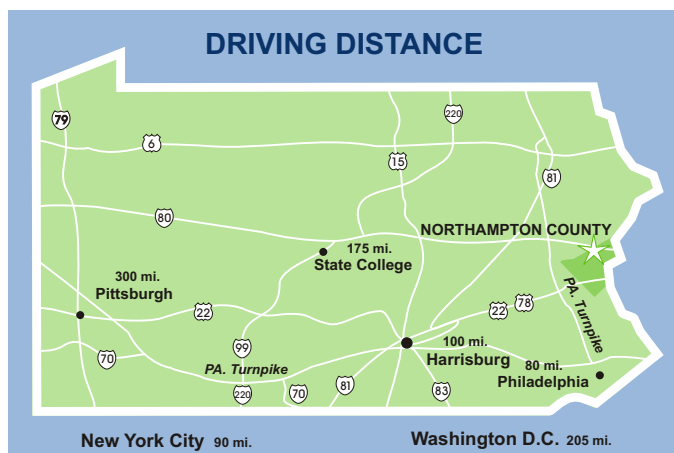 DRIVING DISTANCE
79
220
6
15
81
80
NORTHAMPTON COUNTY
175 mi.
State College
300 mi.
Pittsburgh
22
22
78
PA. Turnpike
99
100 mi.
Harrisburg
70
PA. Turnpike
80 mi.
Philadelphia
220
70
81
83
New York City 90 mi.
Washington D.C. 205 mi.